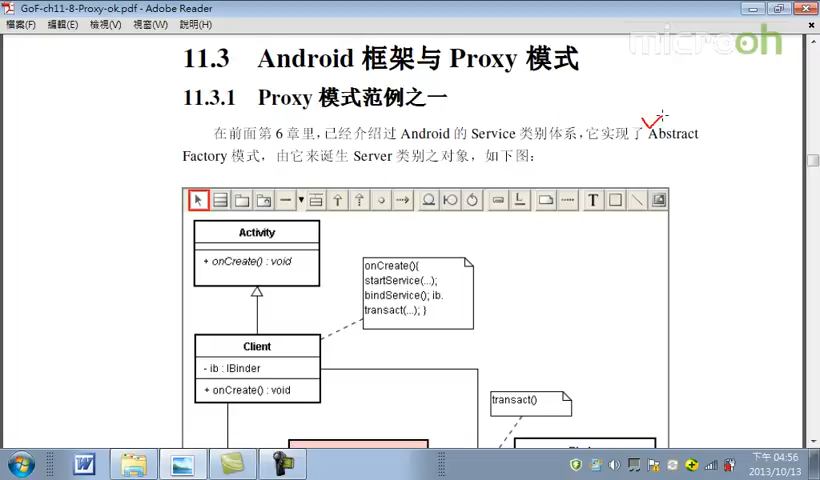 GoF-ch11-8-Proxy-ok.pdf - Adobe Reader
檔案(F) 編輯(E) 檢視(V) 視窗(W) 說明(H)
microoh
11.3 Android 框架与 Proxy 模式
11.3.1 Proxy 模式范例之一
在前面第 6 章里,已经介绍过 Android 的 Service 类别体系,它实现了 Abstract
Factory 模式，由它来诞生 Server 类别之对象，如下图：
T
Activity
+ onCreate() : void
onCreate(){
startService(...);
bindService(); ib.
transact(...); }
Client
- ib : IBinder
+ onCreate() : void
transact()
下午 04:56
2013/10/13